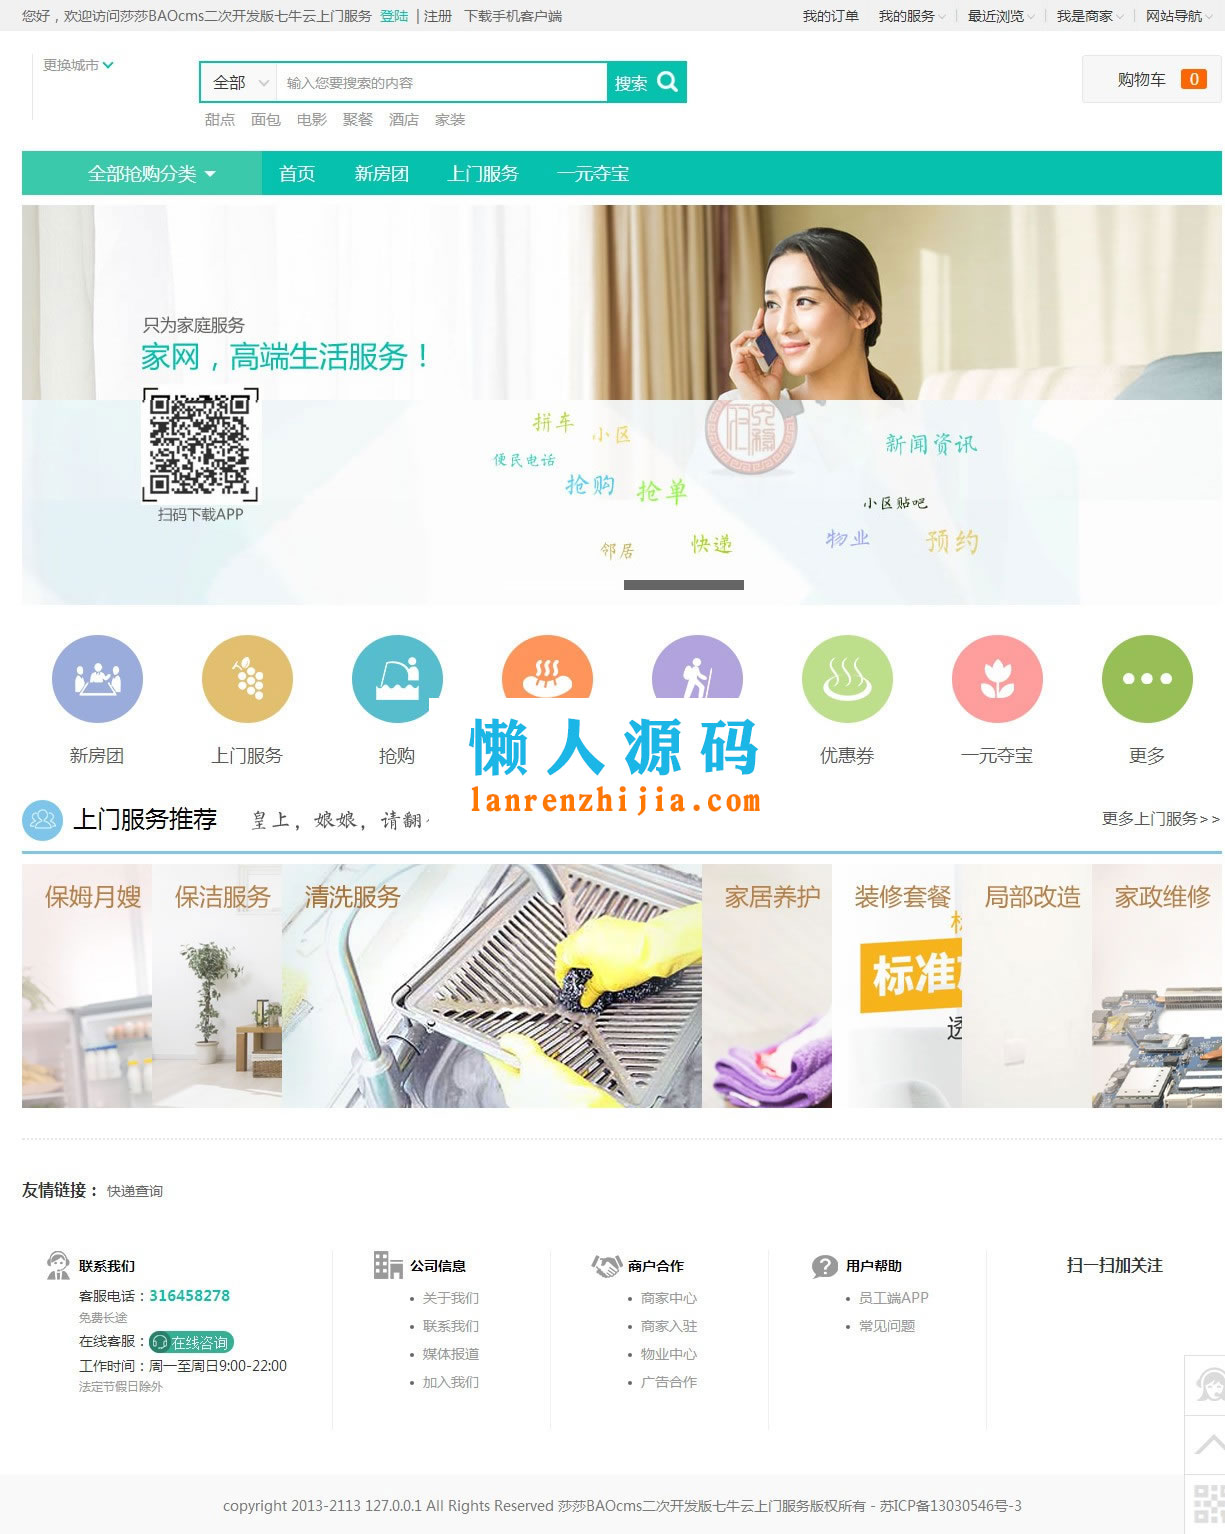 您好，欢迎访问莎莎BAOcms二次开发版七牛云上门服务 登陆 | 注册 下载手机客户端 我的订单 我的服务 | 最近浏览 | 我是商家 | 网站导航
更换城市
全部 输入您要搜索的内容 搜索
购物车 0
甜点 面包 电影 聚餐 酒店 家装
全部抢购分类 首页 新房团 上门服务 一元夺宝
只为家庭服务
家网，高端生活服务！
扫码下载APP
拼车
小区
便民电话
抢购
抢单
新闻资讯
小区贴吧
邻居
快递
物业
预约
新房团 上门服务 抢购 优惠券 一元夺宝 更多
懒人源码
lanrenzhijia.com
上门服务推荐 皇上，娘娘，请翻 更多上门服务>>
保姆月嫂 保洁服务 清洗服务 家居养护 装修套餐 局部改造 家政维修
标准
透
友情链接： 快递查询
联系我们
客服电话：316458278
免费长途
在线客服：在线咨询
工作时间：周一至周日9:00-22:00
法定节假日除外
公司信息
• 关于我们
• 联系我们
• 媒体报道
• 加入我们
商户合作
• 商家中心
• 商家入驻
• 物业中心
• 广告合作
用户帮助
• 员工端APP
• 常见问题
扫一扫加关注
copyright 2013-2113 127.0.0.1 All Rights Reserved 莎莎BAOcms二次开发版七牛云上门服务版权所有 - 苏ICP备13030546号-3